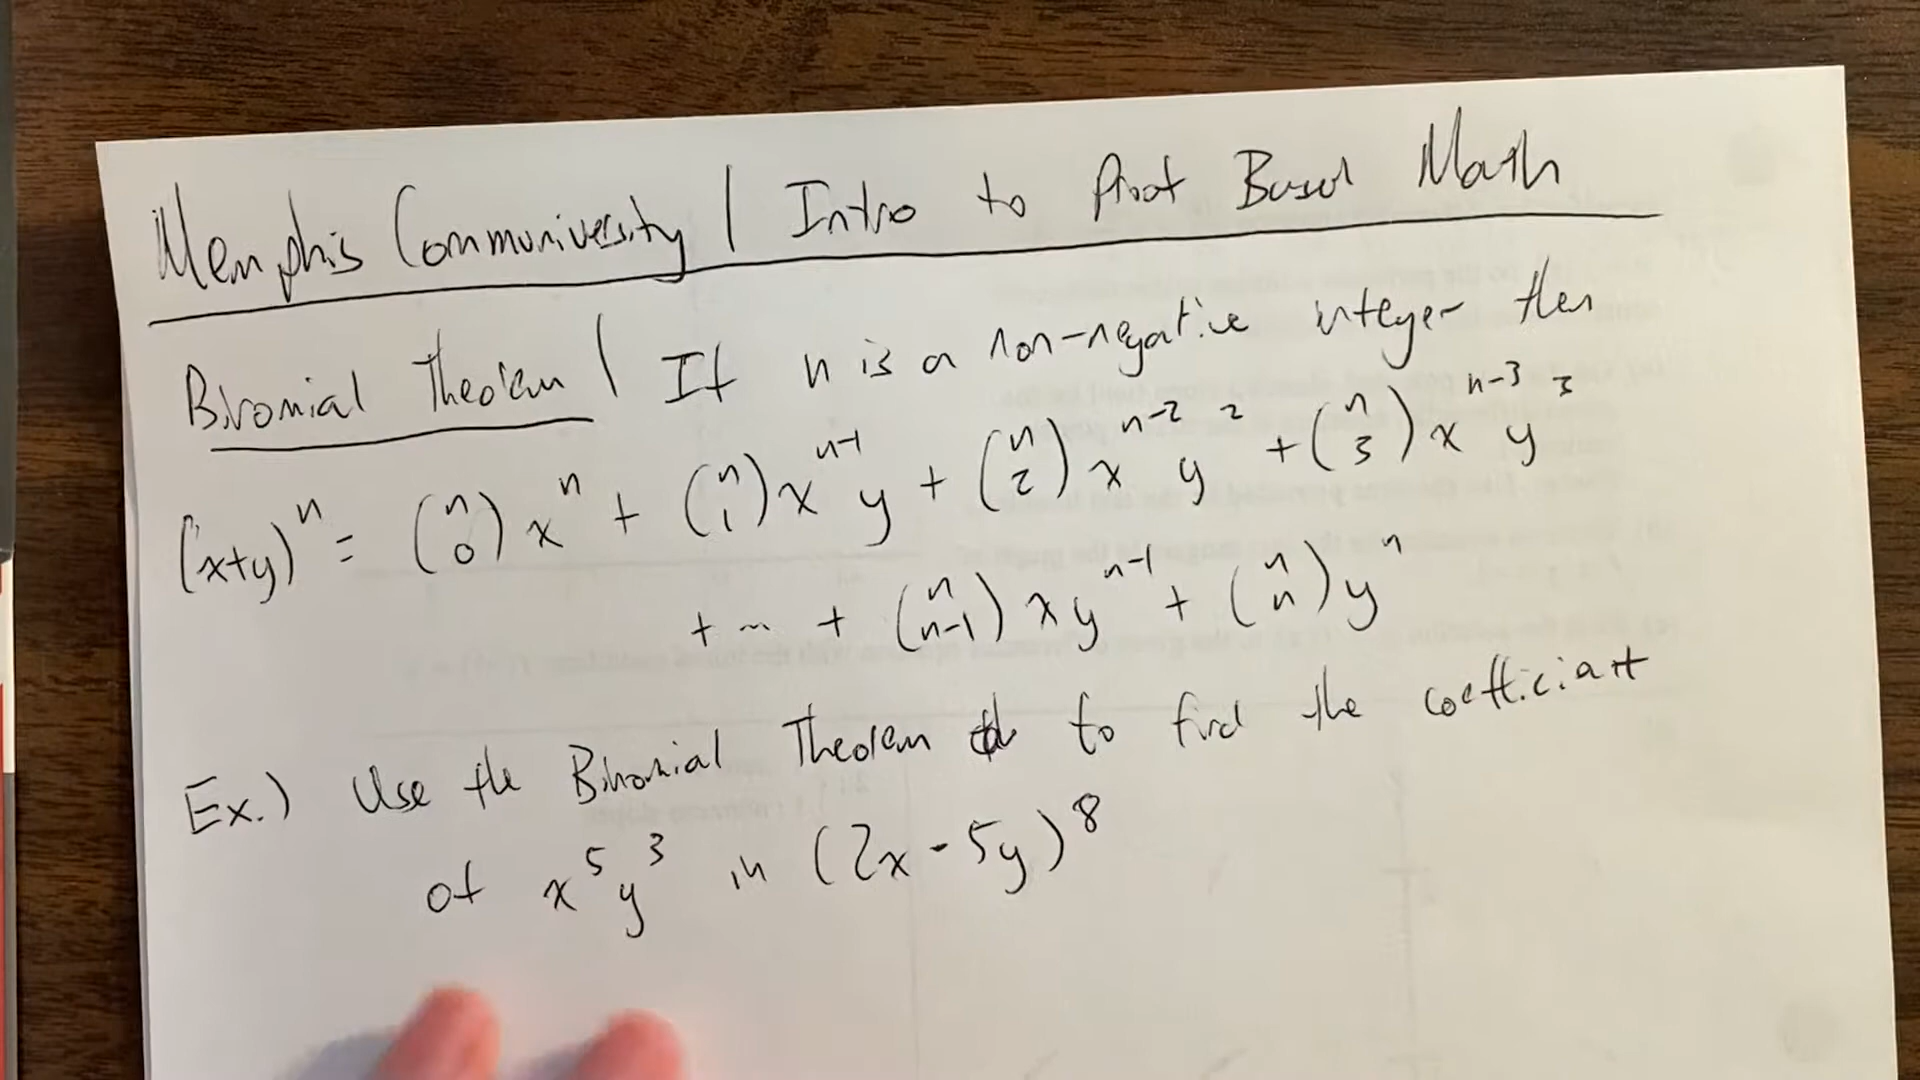 Memphis Communiversity | Intro to Proof Based Math
Binomial Theorem | If n is a non-negative integer then
(x+y)^n = (n 0) x^n + (n 1) x^{n-1} y + (n 2) x^{n-2} y^2 + (n 3) x^{n-3} y^3
+ ... + (n n-1) x y^{n-1} + (n n) y^n
Ex.) Use the Binomial Theorem to find the coefficient
of x^5 y^3 in (2x - 5y)^8